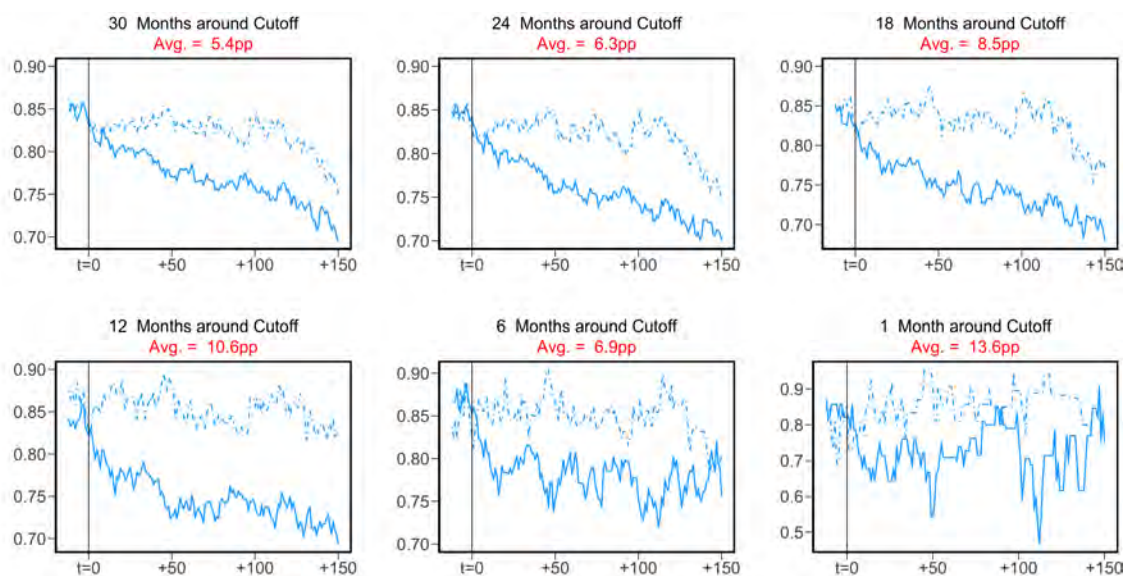 30 Months around Cutoff
Avg. = 5.4pp
0.90
0.85
0.80
0.75
0.70
t=0 +50 +100 +150
24 Months around Cutoff
Avg. = 6.3pp
0.90
0.85
0.80
0.75
0.70
t=0 +50 +100 +150
18 Months around Cutoff
Avg. = 8.5pp
0.90
0.85
0.80
0.75
0.70
t=0 +50 +100 +150
12 Months around Cutoff
Avg. = 10.6pp
0.90
0.85
0.80
0.75
0.70
t=0 +50 +100 +150
6 Months around Cutoff
Avg. = 6.9pp
0.90
0.85
0.80
0.75
0.70
t=0 +50 +100 +150
1 Month around Cutoff
Avg. = 13.6pp
0.9
0.8
0.7
0.6
0.5
t=0 +50 +100 +150